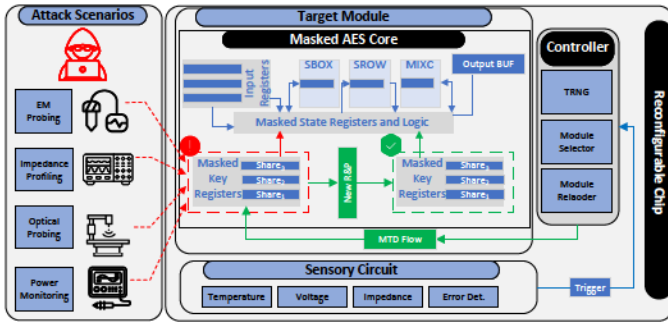 Attack Scenarios
EM
Probing
Impedance
Profiling
Optical
Probing
Power
Monitoring
Target Module
Masked AES Core
Input
Registers
SBOX
SROW
MIXC
Output BUF
Masked State Registers and Logic
Masked
Key
Registers
Share
Share
Share
New R&P
Masked
Key
Registers
Share
Share
Share
MTD Flow
Controller
TRNG
Module
Selector
Module
Reloader
Reconfigurable Chip
Sensory Circuit
Temperature
Voltage
Impedance
Error Det.
Trigger